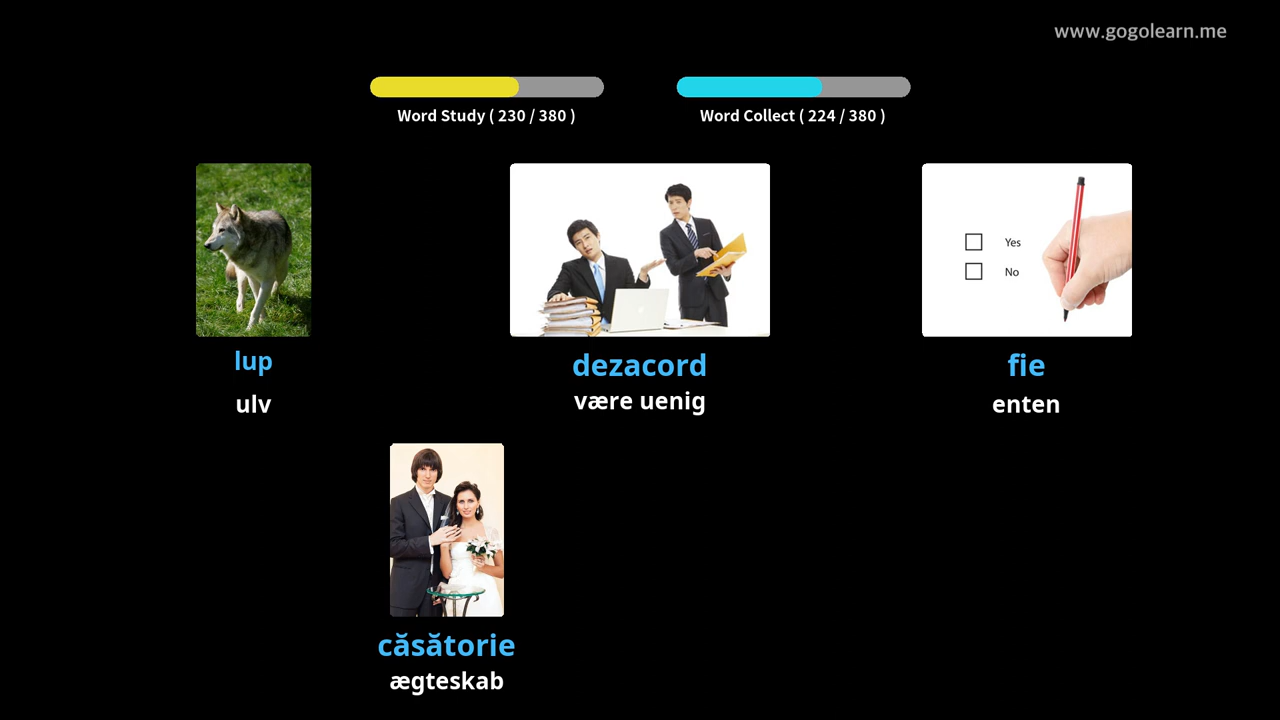 www.gogolearn.me
Word Study ( 230 / 380 )
Word Collect ( 224 / 380 )
Yes
No
lup
ulv
dezacord
være uenig
fie
enten
căsătorie
ægteskab